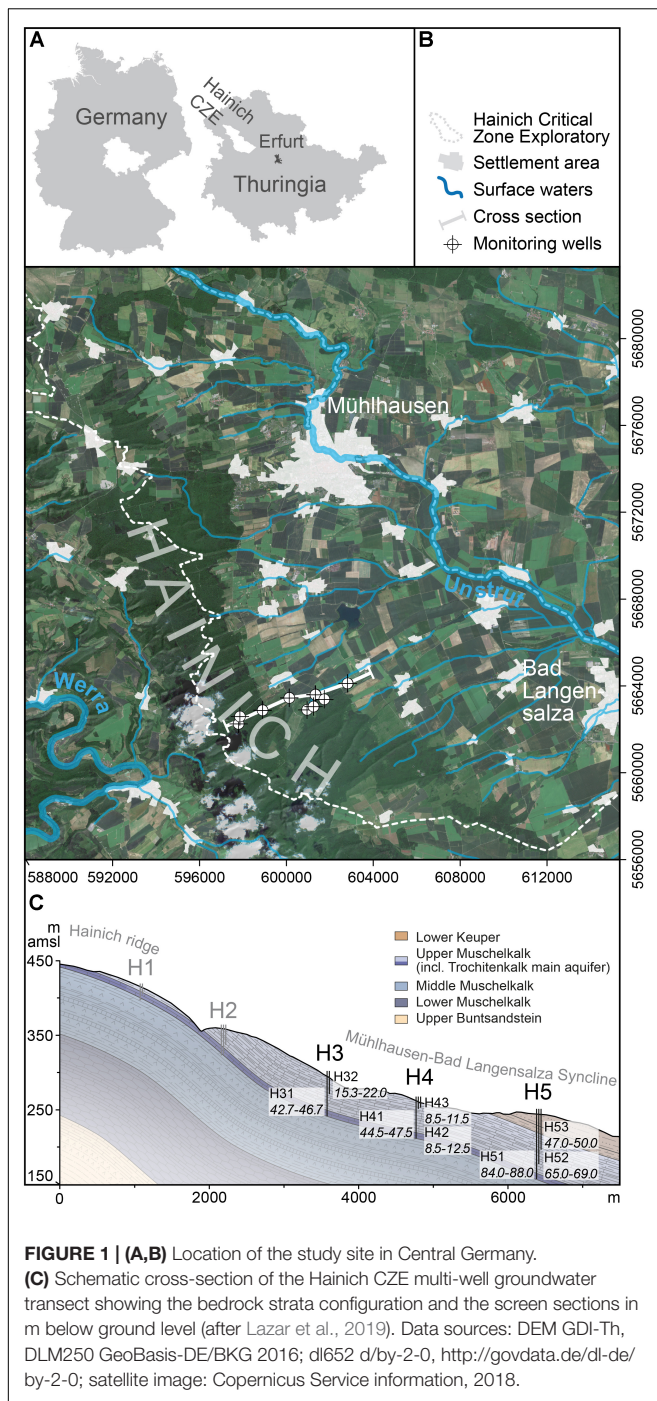 A
B
Germany
Hainich
CZE
Erfurt
Thuringia
Hainich Critical
Zone Exploratory
Settlement area
Surface waters
Cross section
Monitoring wells
Mühlhausen
HAINICH
Unstrut
Werra
Bad
Langen-
salza
5680000
5676000
5672000
5668000
5664000
5660000
5656000
588000 592000 596000 600000 604000 608000 612000
C
m
amsl
Hainich ridge
Lower Keuper
Upper Muschelkalk
(incl. Trochitenkalk main aquifer)
Middle Muschelkalk
Lower Muschelkalk
Upper Buntsandstein
450
350
250
150
H1
H2
H3
Mühlhausen-Bad Langensalza Syncline
H4
H5
H32
15.3-22.0
H31
42.7-46.7
H43
8.5-11.5
H41
44.5-47.5
H42
8.5-12.5
H53
47.0-50.0
H51
84.0-88.0
H52
65.0-69.0
0 2000 4000 6000 m
FIGURE 1 | (A,B) Location of the study site in Central Germany.
(C) Schematic cross-section of the Hainich CZE multi-well groundwater
transect showing the bedrock strata configuration and the screen sections in
m below ground level (after Lazar et al., 2019). Data sources: DEM GDI-Th,
DLM250 GeoBasis-DE/BKG 2016; dl652 d/by-2-0, http://govdata.de/dl-de/
by-2-0; satellite image: Copernicus Service information, 2018.